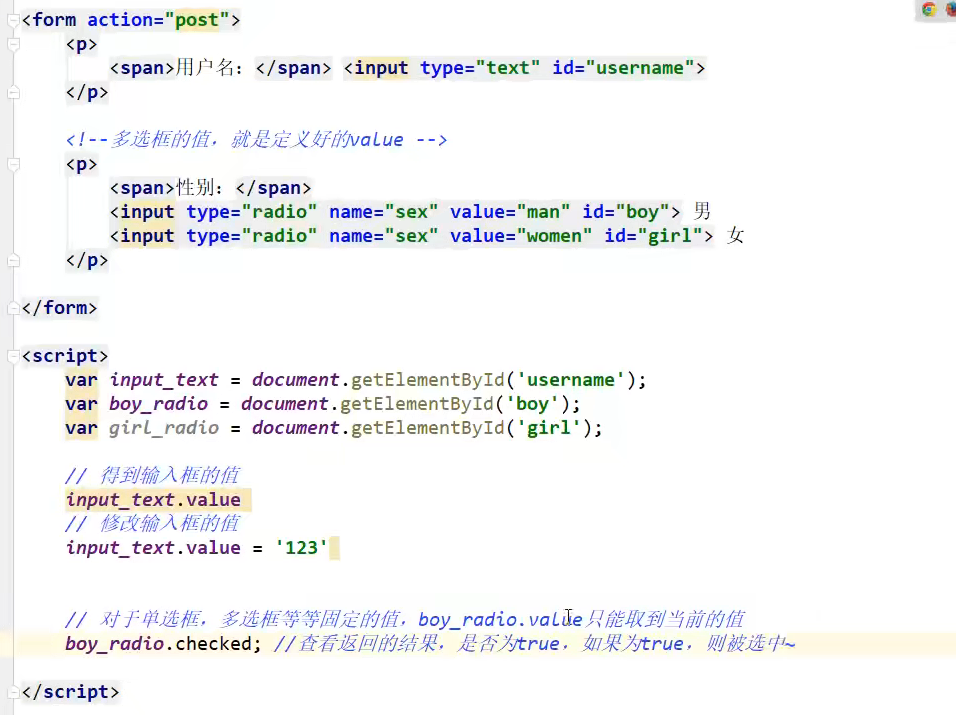 <form action="post">
<p>
<span>用户名：</span> <input type="text" id="username">
</p>
<!--多选框的值，就是定义好的value -->
<p>
<span>性别：</span>
<input type="radio" name="sex" value="man" id="boy"> 男
<input type="radio" name="sex" value="women" id="girl"> 女
</p>
</form>
<script>
var input_text = document.getElementById('username');
var boy_radio = document.getElementById('boy');
var girl_radio = document.getElementById('girl');
// 得到输入框的值
input_text.value
// 修改输入框的值
input_text.value = '123'
// 对于单选框，多选框等等固定的值，boy_radio.value只能取到当前的值
boy_radio.checked; //查看返回的结果，是否为true，如果为true，则被选中~
</script>